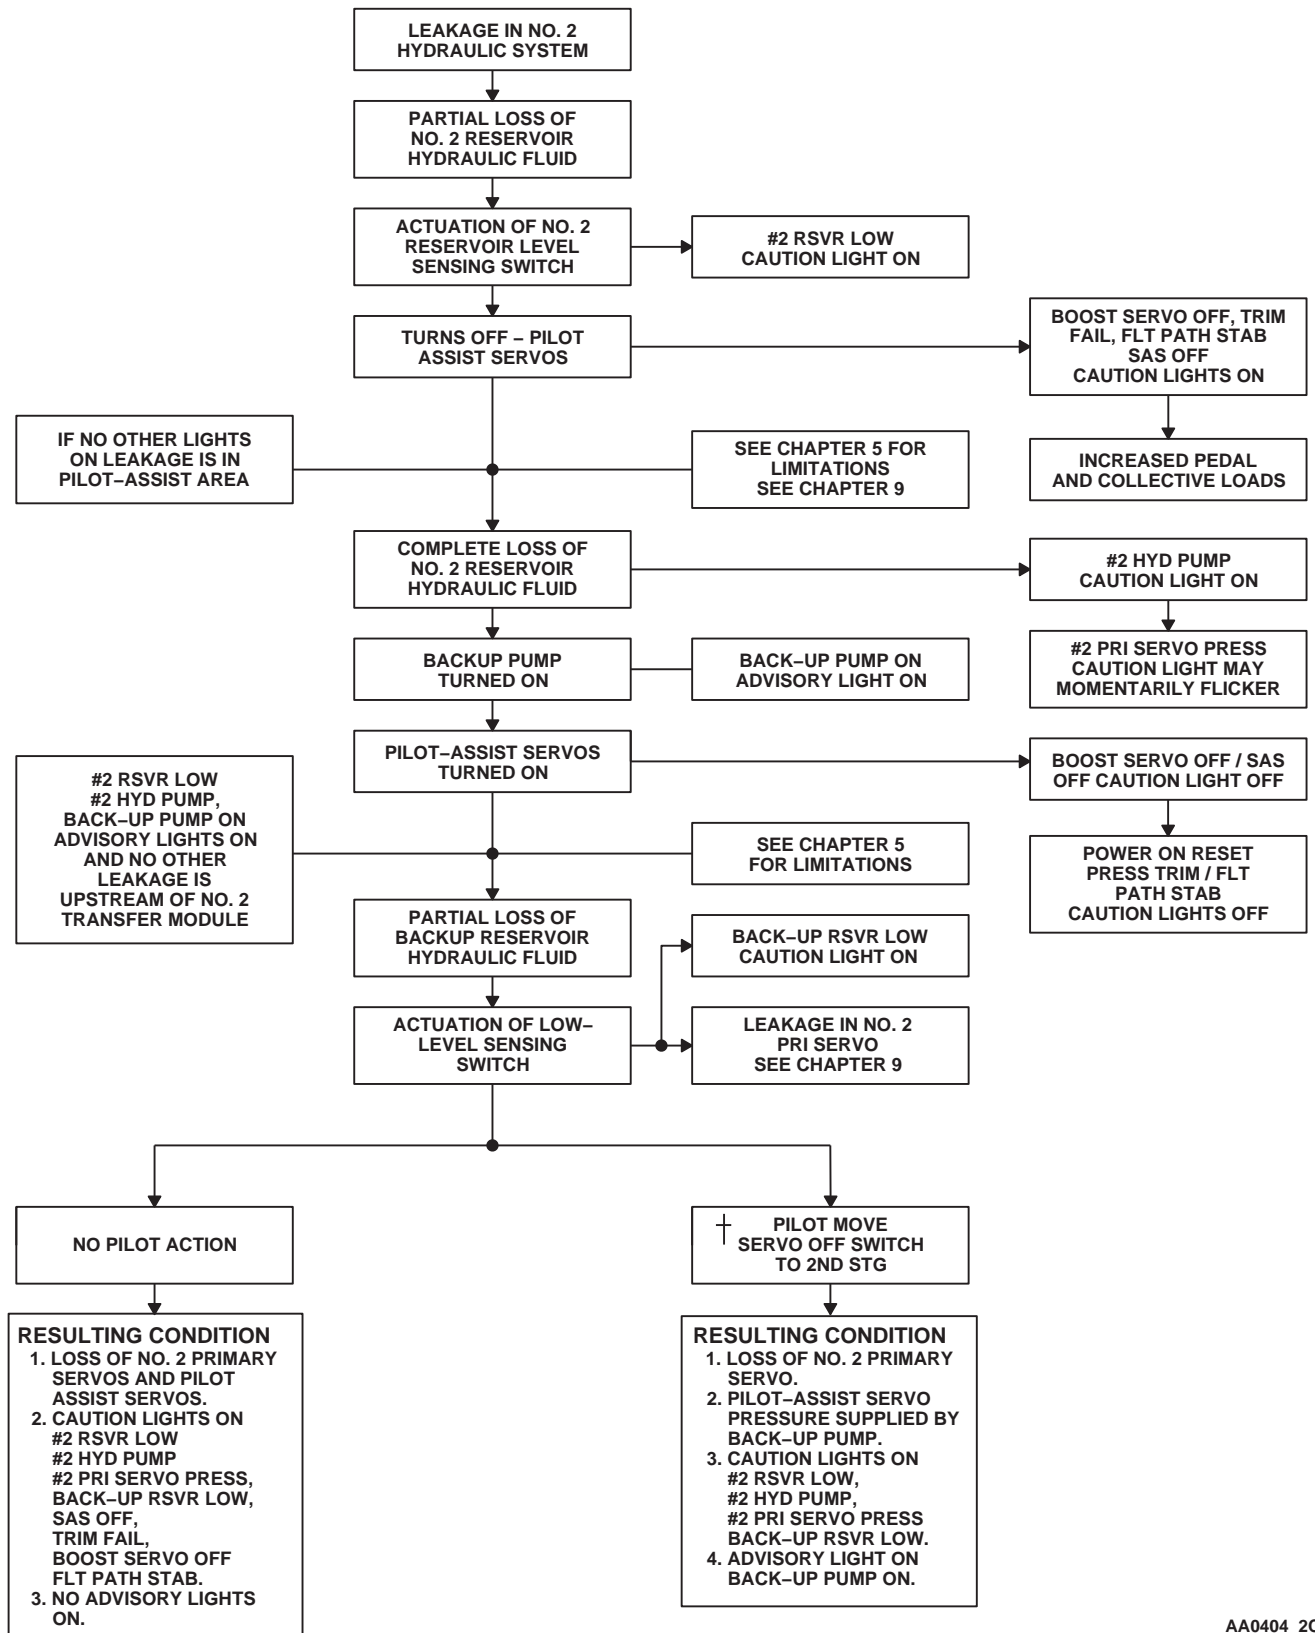 LEAKAGE IN NO. 2
HYDRAULIC SYSTEM
PARTIAL LOSS OF
NO. 2 RESERVOIR
HYDRAULIC FLUID
ACTUATION OF NO. 2
RESERVOIR LEVEL
SENSING SWITCH
#2 RSVR LOW
CAUTION LIGHT ON
TURNS OFF – PILOT
ASSIST SERVOS
BOOST SERVO OFF, TRIM
FAIL, FLT PATH STAB
SAS OFF
CAUTION LIGHTS ON
IF NO OTHER LIGHTS
ON LEAKAGE IS IN
PILOT–ASSIST AREA
SEE CHAPTER 5 FOR
LIMITATIONS
SEE CHAPTER 9
INCREASED PEDAL
AND COLLECTIVE LOADS
COMPLETE LOSS OF
NO. 2 RESERVOIR
HYDRAULIC FLUID
#2 HYD PUMP
CAUTION LIGHT ON
BACKUP PUMP
TURNED ON
BACK–UP PUMP ON
ADVISORY LIGHT ON
#2 PRI SERVO PRESS
CAUTION LIGHT MAY
MOMENTARILY FLICKER
PILOT–ASSIST SERVOS
TURNED ON
BOOST SERVO OFF / SAS
OFF CAUTION LIGHT OFF
#2 RSVR LOW
#2 HYD PUMP,
BACK–UP PUMP ON
ADVISORY LIGHTS ON
AND NO OTHER
LEAKAGE IS
UPSTREAM OF NO. 2
TRANSFER MODULE
SEE CHAPTER 5
FOR LIMITATIONS
POWER ON RESET
PRESS TRIM / FLT
PATH STAB
CAUTION LIGHTS OFF
PARTIAL LOSS OF
BACKUP RESERVOIR
HYDRAULIC FLUID
BACK–UP RSVR LOW
CAUTION LIGHT ON
ACTUATION OF LOW–
LEVEL SENSING
SWITCH
LEAKAGE IN NO. 2
PRI SERVO
SEE CHAPTER 9
NO PILOT ACTION
† PILOT MOVE
SERVO OFF SWITCH
TO 2ND STG
RESULTING CONDITION
1. LOSS OF NO. 2 PRIMARY
SERVOS AND PILOT
ASSIST SERVOS.
2. CAUTION LIGHTS ON
#2 RSVR LOW
#2 HYD PUMP
#2 PRI SERVO PRESS,
BACK–UP RSVR LOW,
SAS OFF,
TRIM FAIL,
BOOST SERVO OFF
FLT PATH STAB.
3. NO ADVISORY LIGHTS
ON.
RESULTING CONDITION
1. LOSS OF NO. 2 PRIMARY
SERVO.
2. PILOT–ASSIST SERVO
PRESSURE SUPPLIED BY
BACK–UP PUMP.
3. CAUTION LIGHTS ON
#2 RSVR LOW,
#2 HYD PUMP,
#2 PRI SERVO PRESS
BACK–UP RSVR LOW.
4. ADVISORY LIGHT ON
BACK–UP PUMP ON.
AA0404